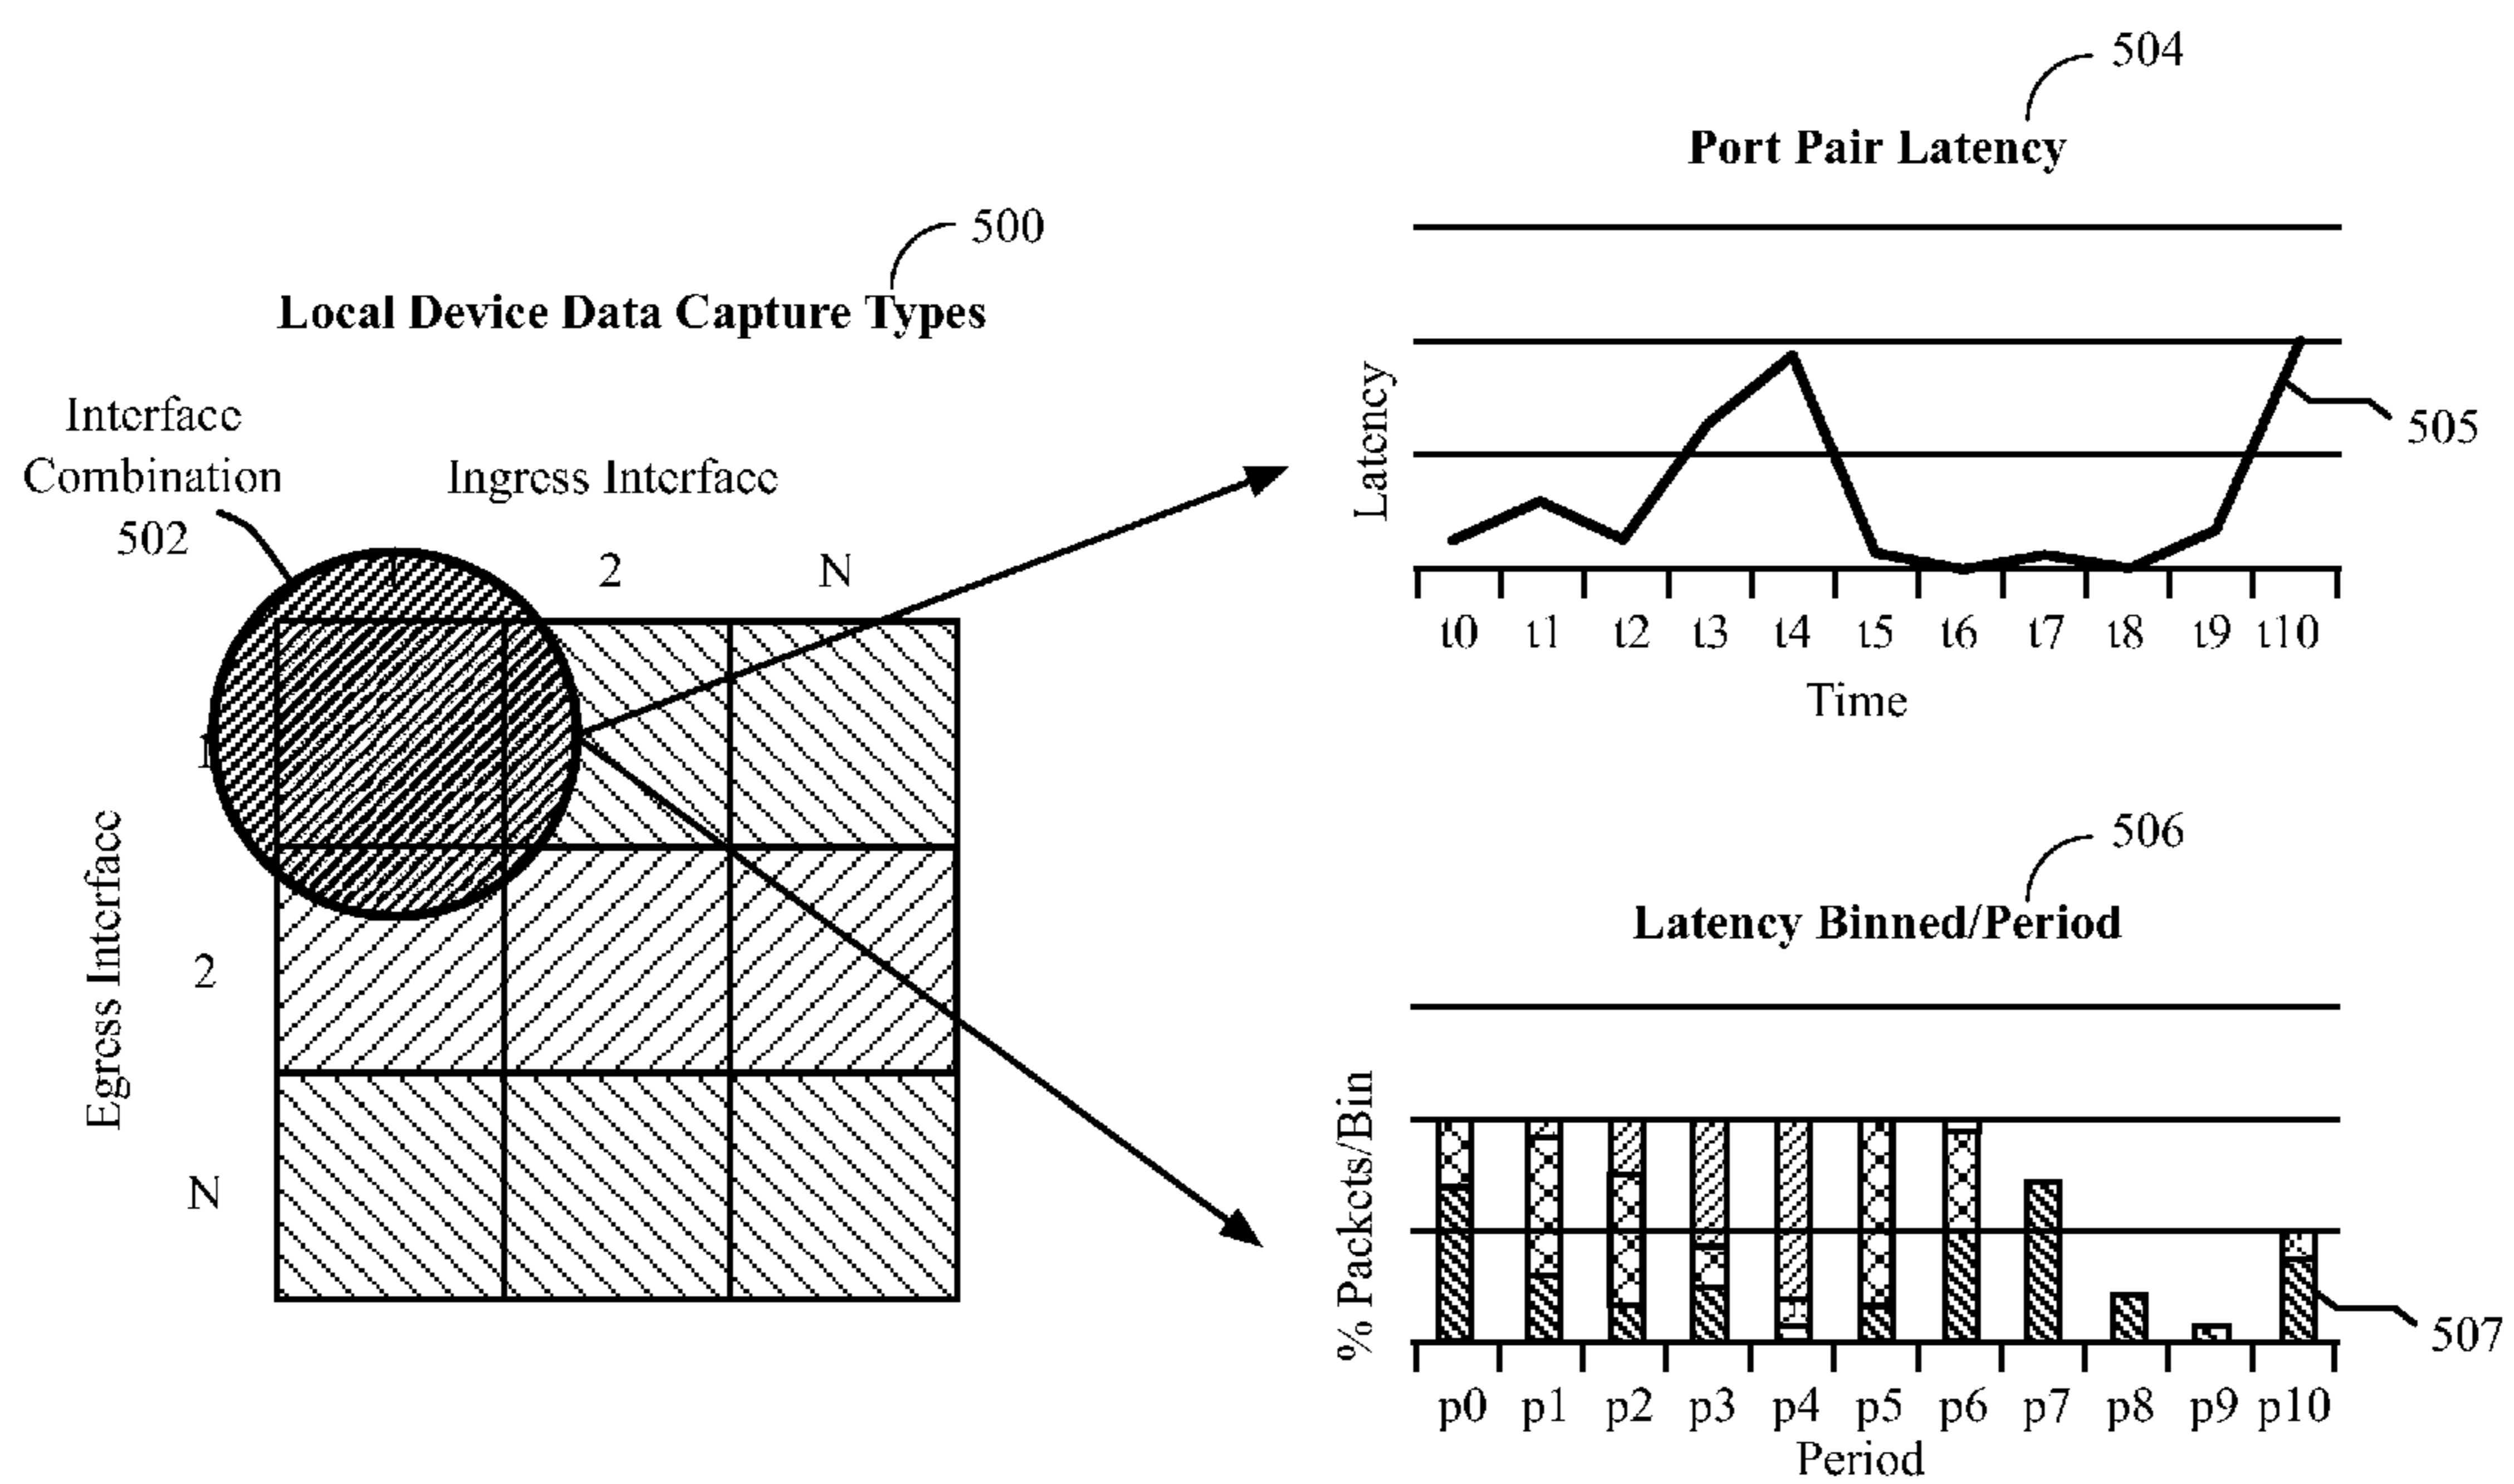 500
Local Device Data Capture Types
Interface
Combination
502
Ingress Interface
1 2 N
Egress Interface
1
2
N
504
Port Pair Latency
Latency
505
t0 t1 t2 t3 t4 t5 t6 t7 t8 t9 t10
Time
506
Latency Binned/Period
% Packets/Bin
507
p0 p1 p2 p3 p4 p5 p6 p7 p8 p9 p10
Period